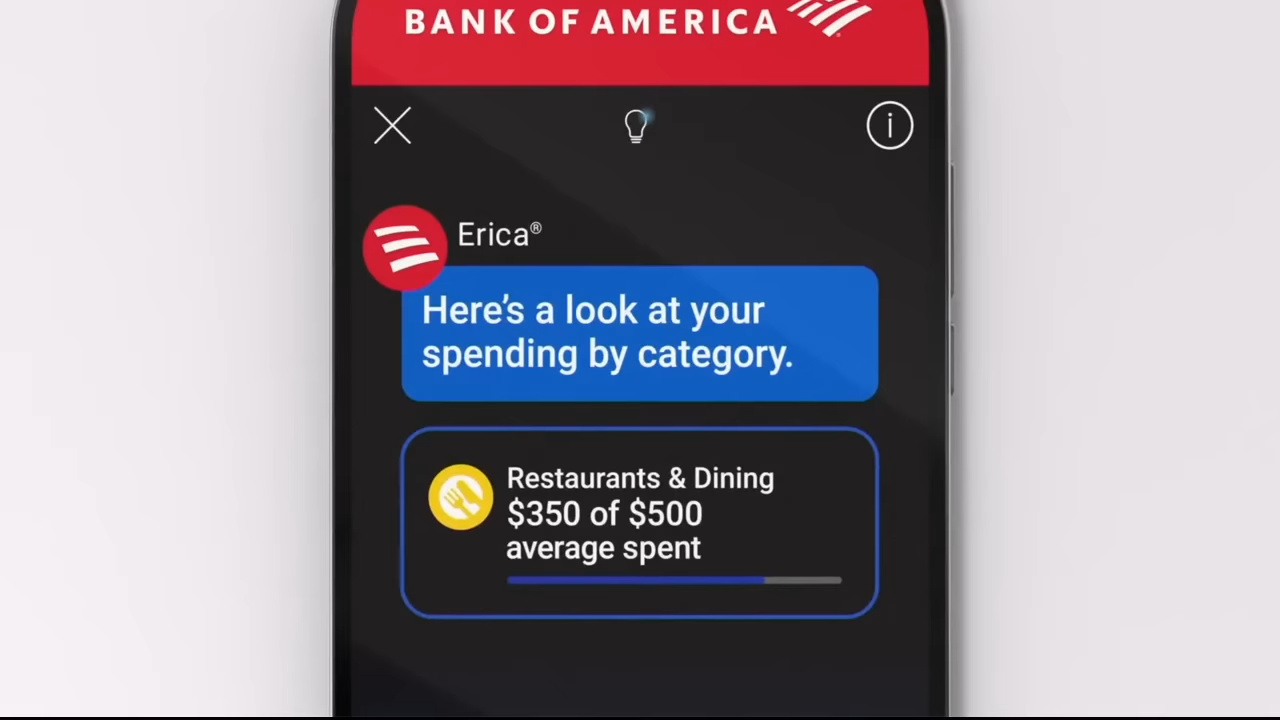 BANK OF AMERICA
Erica®
Here's a look at your
spending by category.
Restaurants & Dining
$350 of $500
average spent